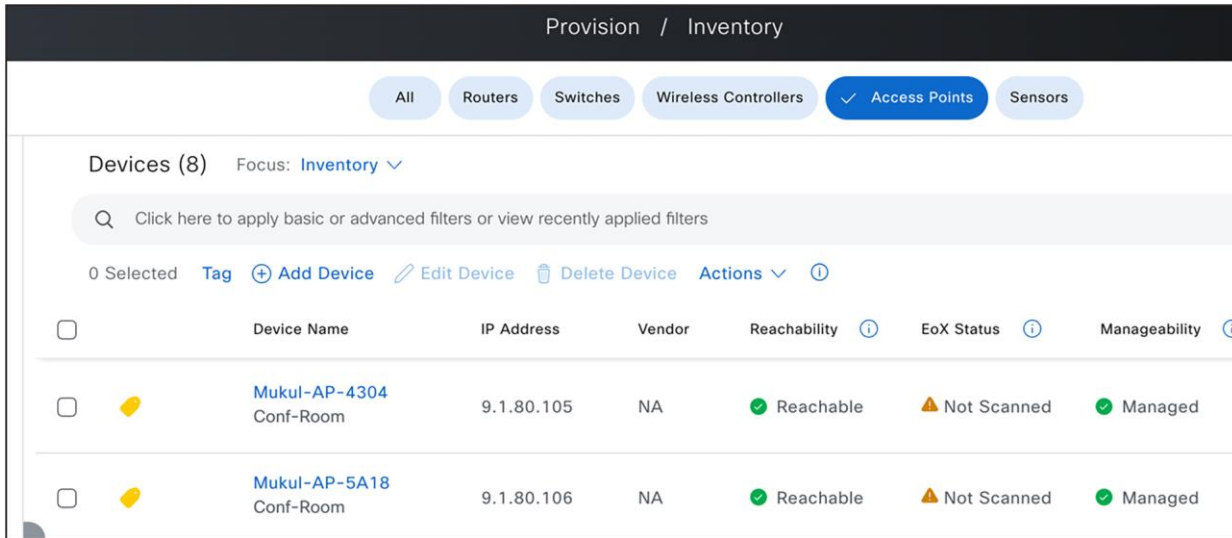 Provision / Inventory
All Routers Switches Wireless Controllers Access Points Sensors
Devices (8) Focus: Inventory
Click here to apply basic or advanced filters or view recently applied filters
0 Selected Tag Add Device Edit Device Delete Device Actions
Device Name IP Address Vendor Reachability EoX Status Manageability
Mukul-AP-4304
Conf-Room 9.1.80.105 NA Reachable Not Scanned Managed
Mukul-AP-5A18
Conf-Room 9.1.80.106 NA Reachable Not Scanned Managed